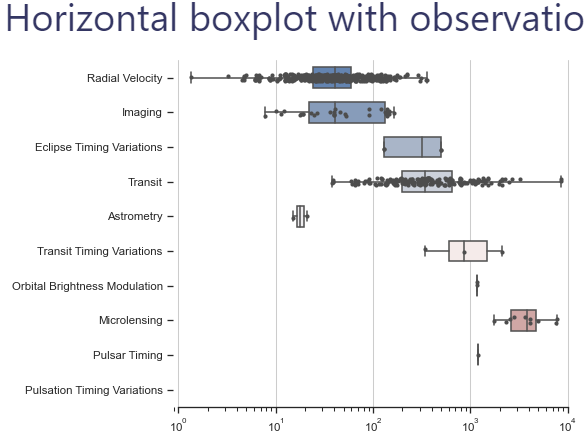 Horizontal boxplot with observatio
Radial Velocity
Imaging
Eclipse Timing Variations
Transit
Astrometry
Transit Timing Variations
Orbital Brightness Modulation
Microlensing
Pulsar Timing
Pulsation Timing Variations
10⁰ 10¹ 10² 10³ 10⁴